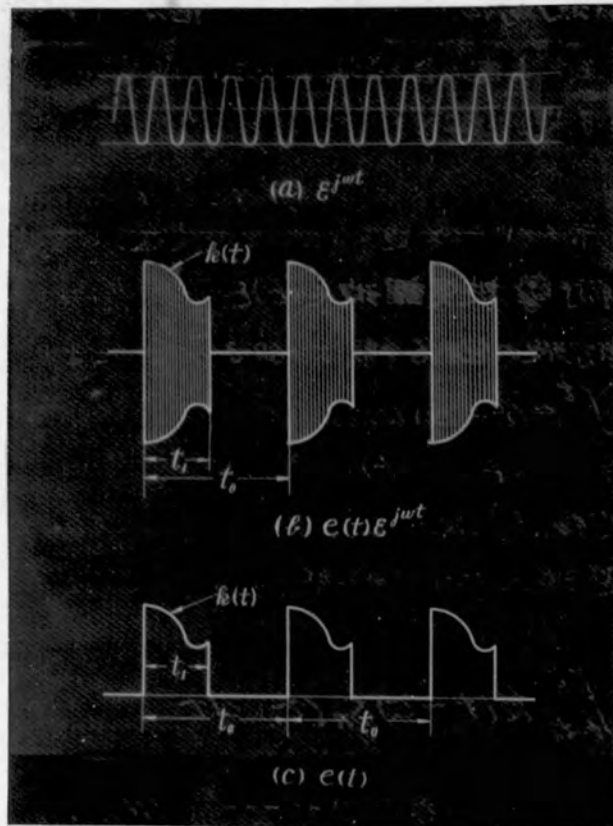 (a) ε^jωt
k(t)
t₁
t₀
(b) e(t)ε^jωt
k(t)
t₁
t₀ t₀
(c) e(t)